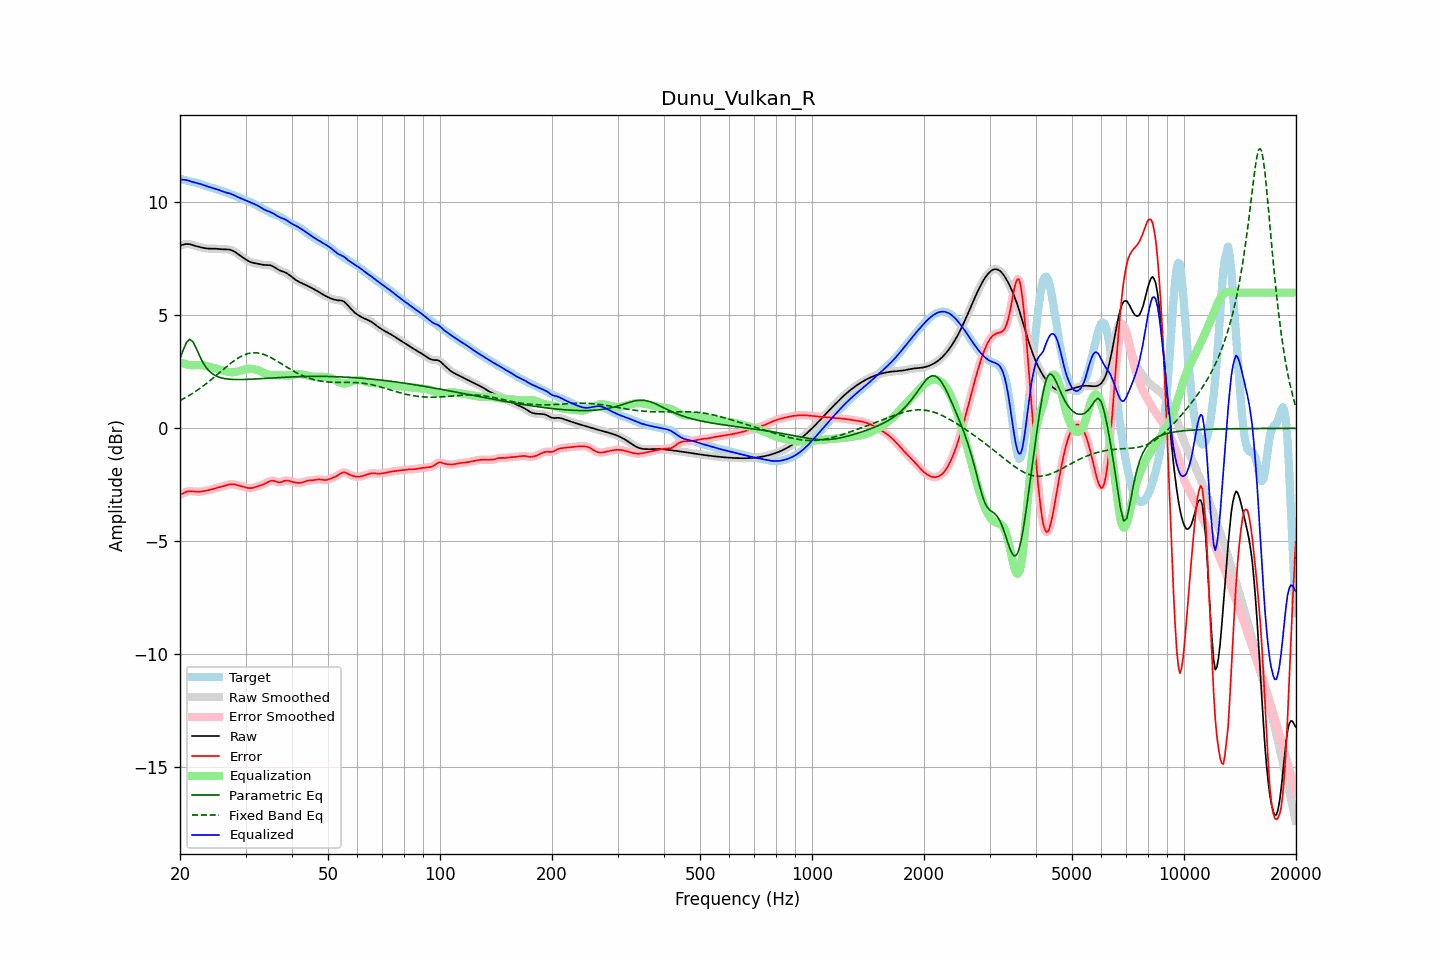 Dunu_Vulkan_R
Amplitude (dBr)
10
5
0
−5
−10
−15
Target
Raw Smoothed
Error Smoothed
Raw
Error
Equalization
Parametric Eq
Fixed Band Eq
Equalized
20 50 100 200 500 1000 2000 5000 10000 20000
Frequency (Hz)